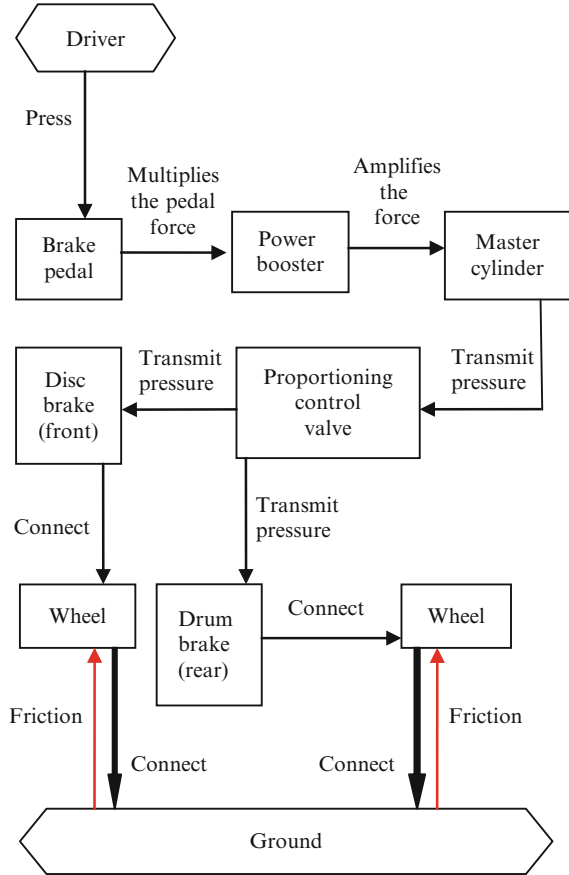 Driver
Press
Multiplies
the pedal
force
Amplifies
the
force
Brake
pedal
Power
booster
Master
cylinder
Transmit
pressure
Transmit
pressure
Disc
brake
(front)
Proportioning
control
valve
Connect
Transmit
pressure
Wheel
Drum
brake
(rear)
Connect
Wheel
Friction
Connect
Connect
Friction
Ground